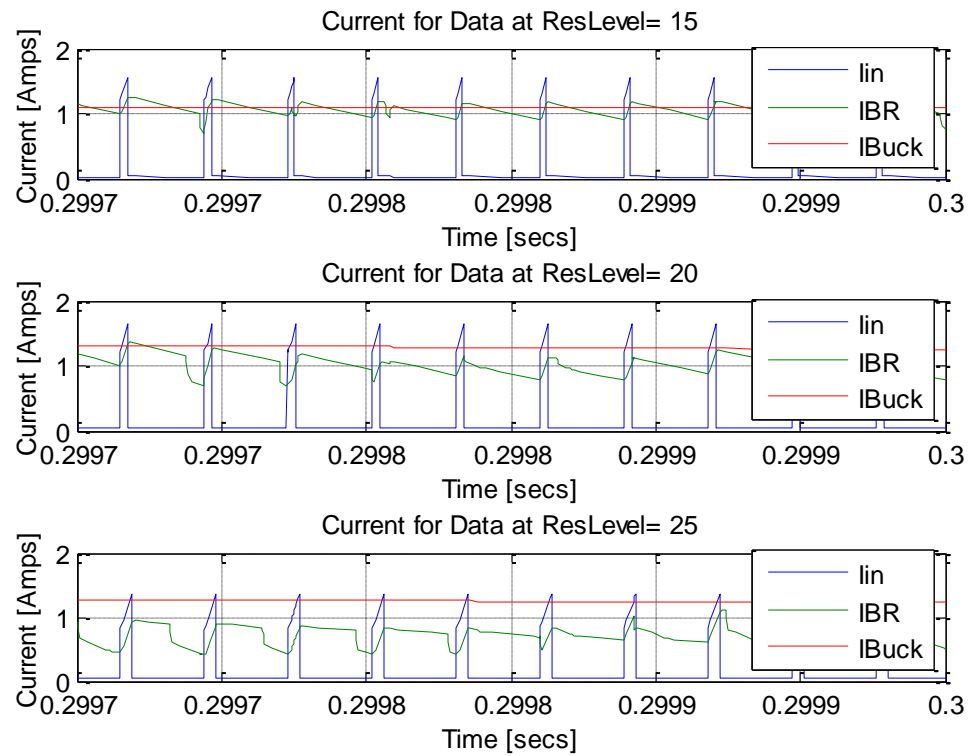 Current for Data at ResLevel= 15
Current [Amps]
2
1
0
Iin
IBR
IBuck
0.2997 0.2997 0.2998 0.2998 0.2999 0.2999 0.3
Time [secs]
Current for Data at ResLevel= 20
Current [Amps]
2
1
0
Iin
IBR
IBuck
0.2997 0.2997 0.2998 0.2998 0.2999 0.2999 0.3
Time [secs]
Current for Data at ResLevel= 25
Current [Amps]
2
1
0
Iin
IBR
IBuck
0.2997 0.2997 0.2998 0.2998 0.2999 0.2999 0.3
Time [secs]